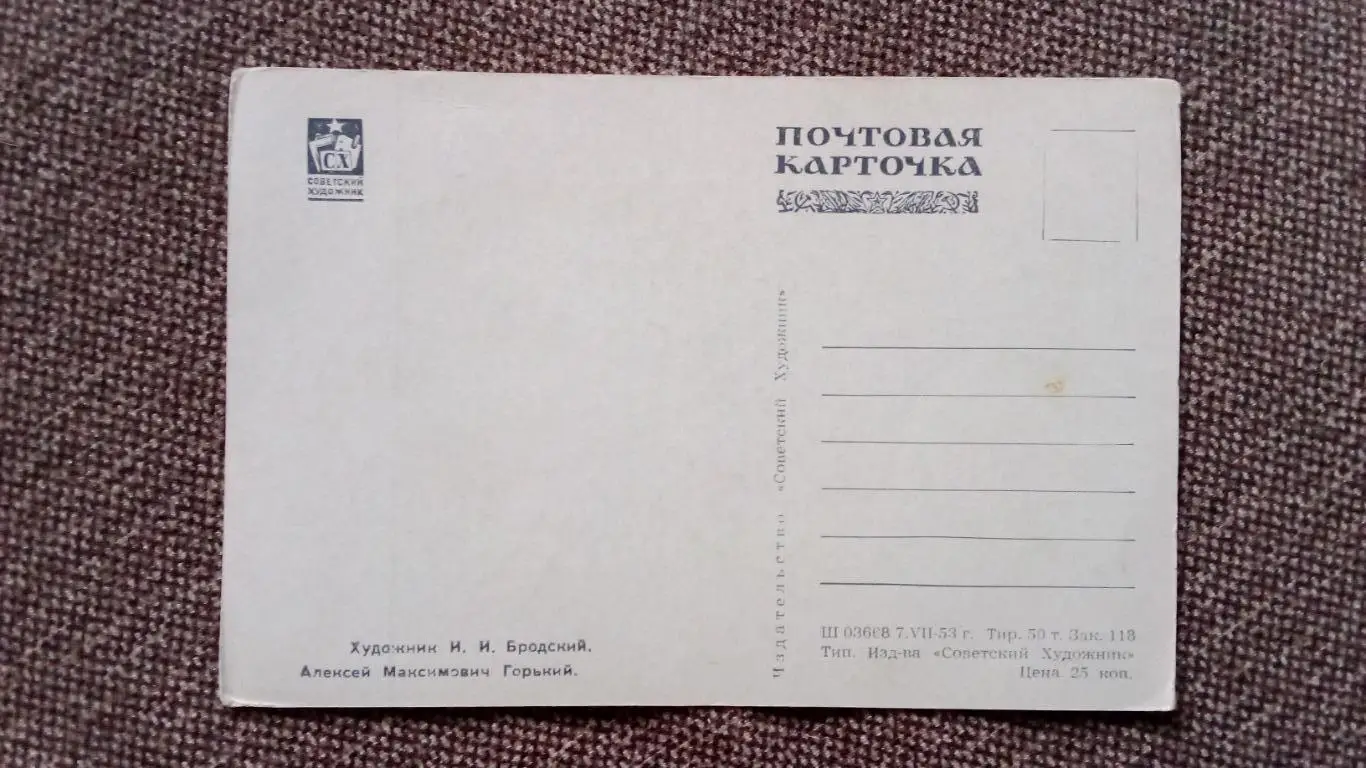 СХ
СОВЕТСКИЙ
ХУДОЖНИК
ПОЧТОВАЯ
КАРТОЧКА
Издательство «Советский Художник»
Художник И. И. Бродский.
Алексей Максимович Горький.
Ш 03668 7.VII-53 г. Тир. 50 т. Зак. 118
Тип. Изд-ва «Советский Художник»
Цена 25 коп.